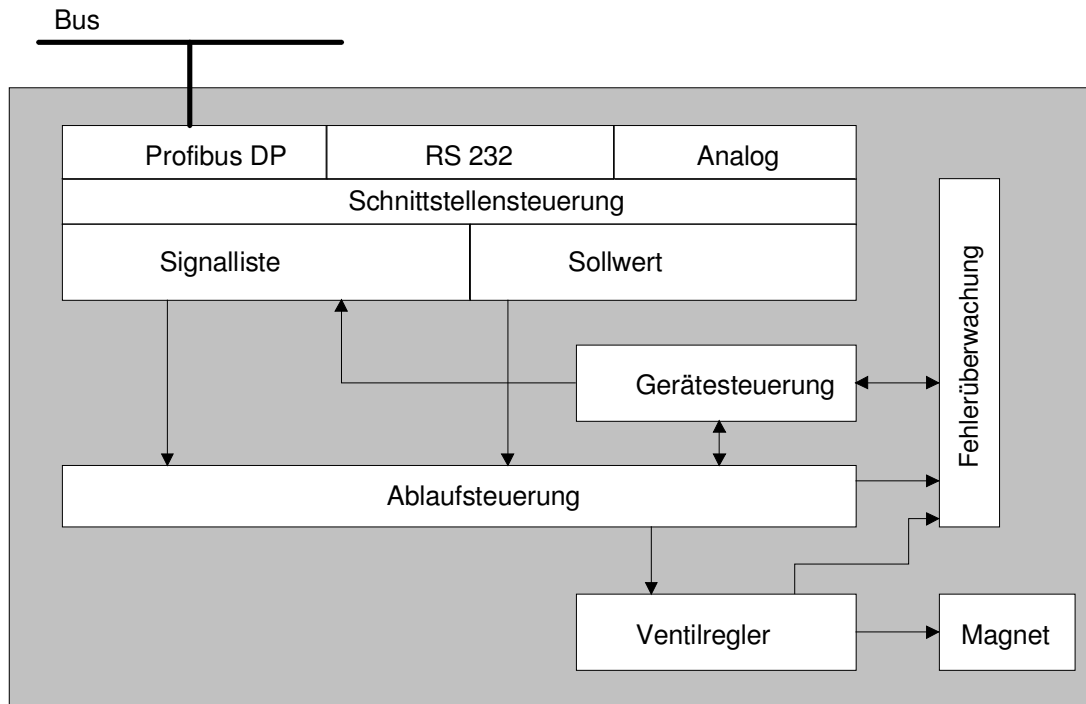 Bus
Profibus DP
RS 232
Analog
Schnittstellensteuerung
Signalliste
Sollwert
Gerätesteuerung
Fehlerüberwachung
Ablaufsteuerung
Ventilregler
Magnet